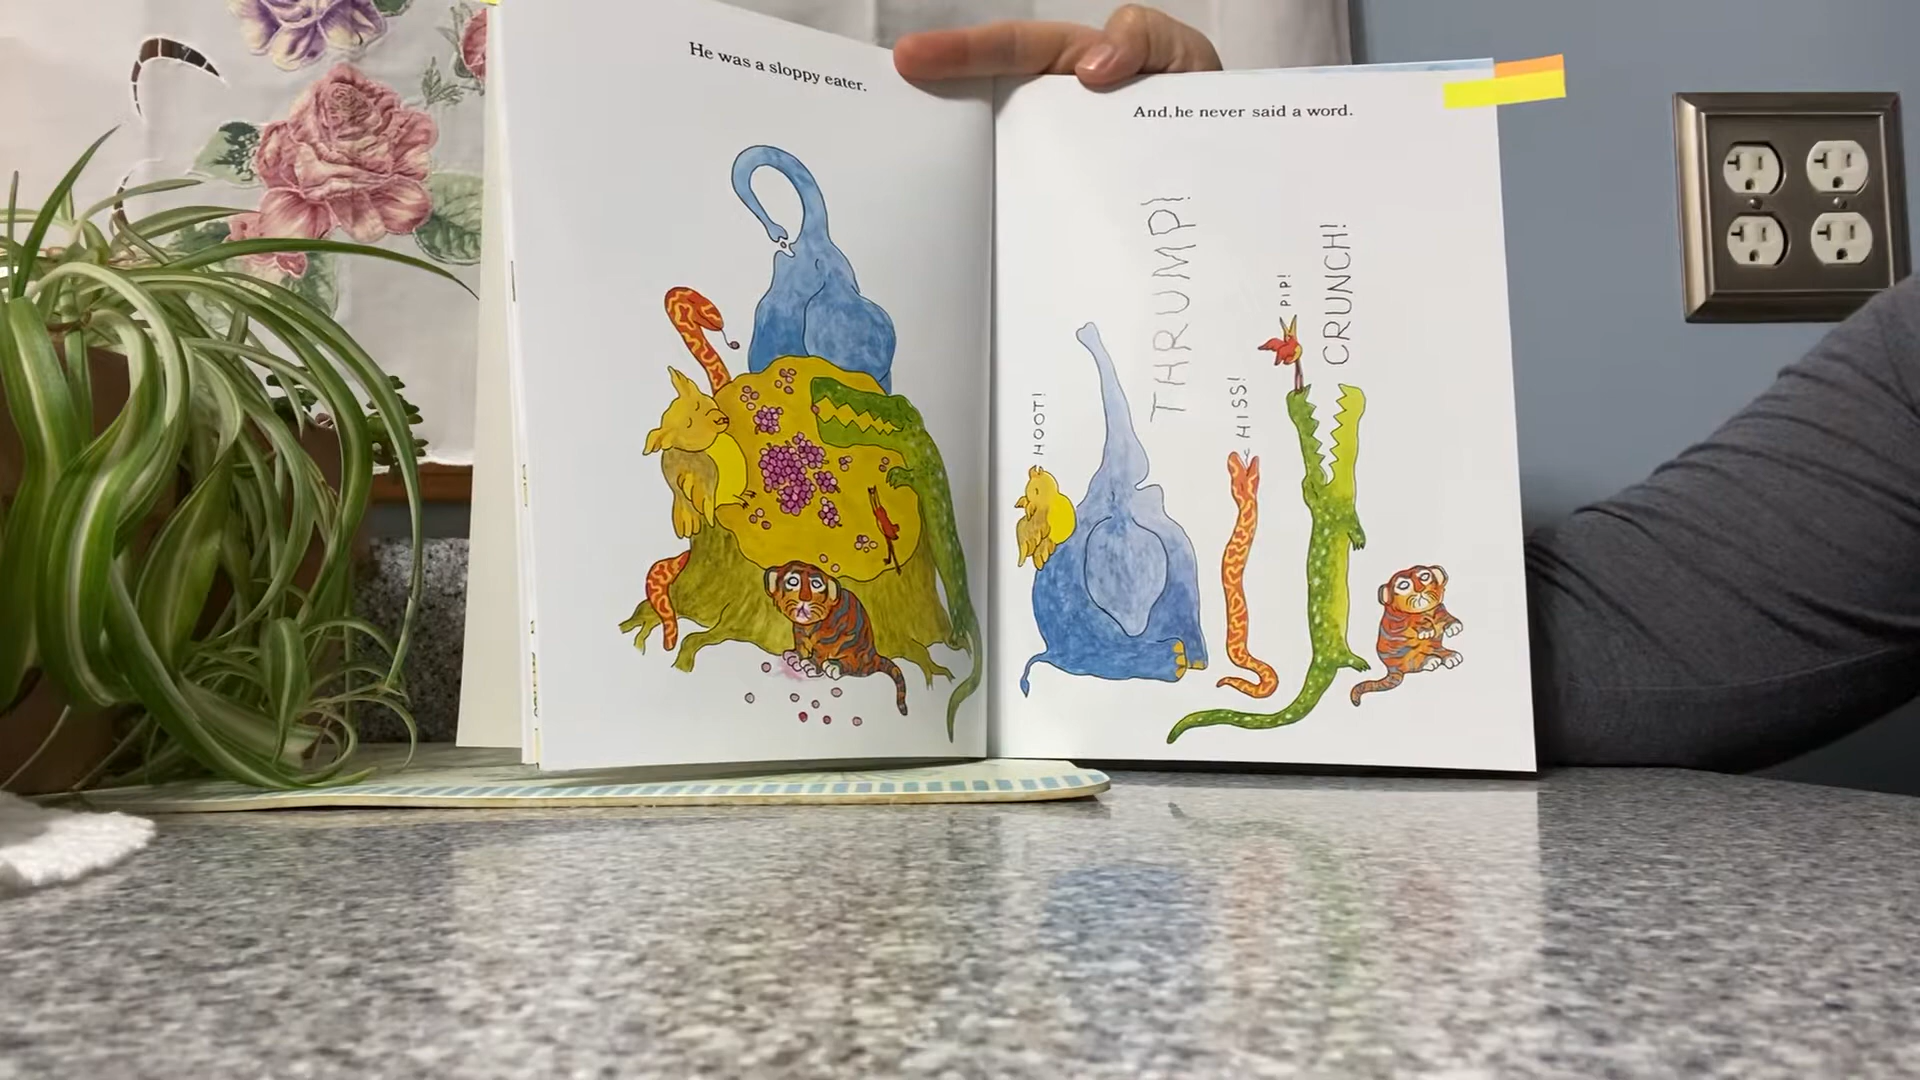 He was a sloppy eater.
And, he never said a word.
HOOT!
THRUMP!
HISS!
PIP!
CRUNCH!